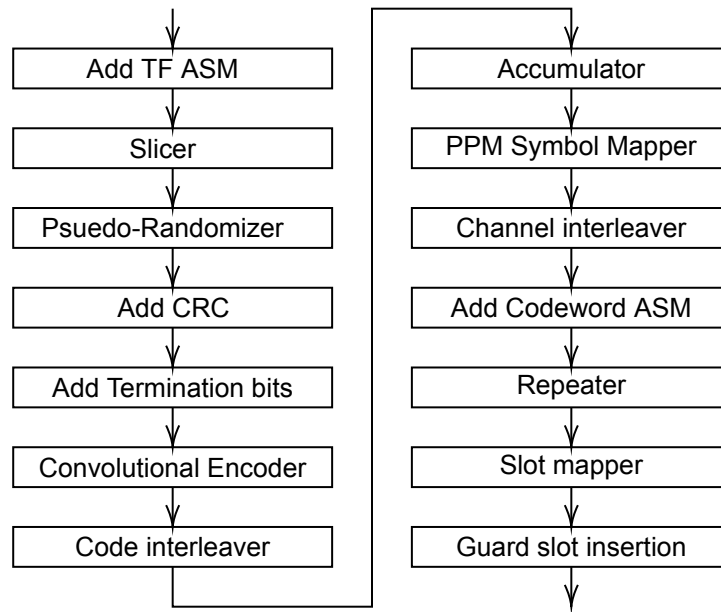 Add TF ASM
Slicer
Psuedo-Randomizer
Add CRC
Add Termination bits
Convolutional Encoder
Code interleaver
Accumulator
PPM Symbol Mapper
Channel interleaver
Add Codeword ASM
Repeater
Slot mapper
Guard slot insertion